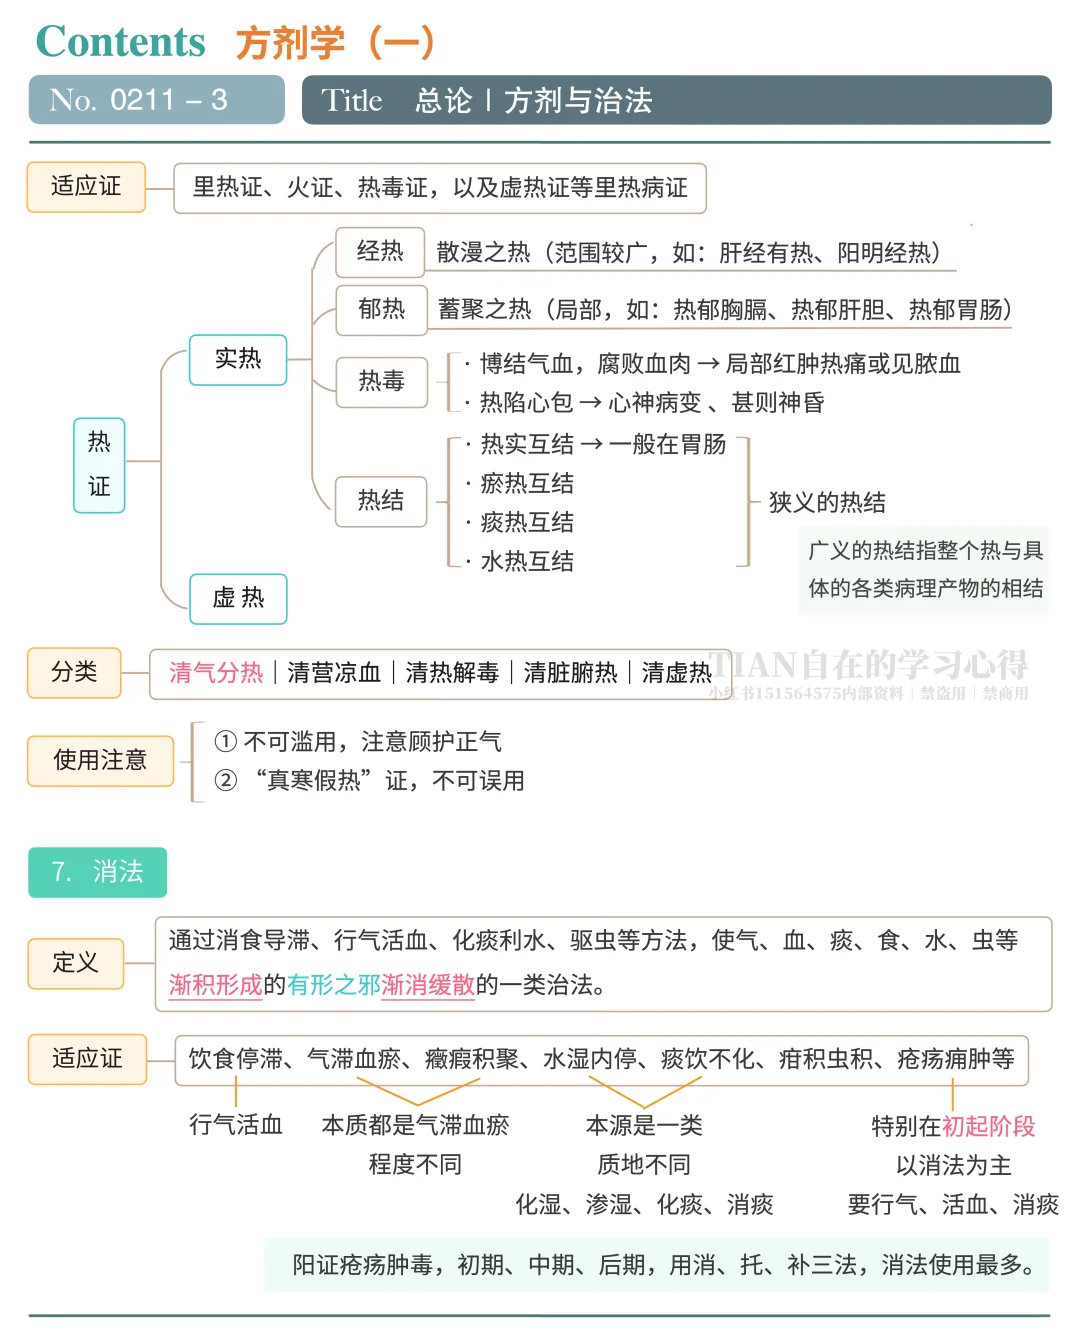 Contents 方剂学（一）
No. 0211 – 3 Title 总论 | 方剂与治法
适应证 里热证、火证、热毒证，以及虚热证等里热病证
经热 散漫之热（范围较广，如：肝经有热、阳明经热）
郁热 蓄聚之热（局部，如：热郁胸膈、热郁肝胆、热郁胃肠）
实热
热毒
· 博结气血，腐败血肉 → 局部红肿热痛或见脓血
· 热陷心包 → 心神病变 、甚则神昏
热
证
热结
· 热实互结 → 一般在胃肠
· 瘀热互结
· 痰热互结
· 水热互结
狭义的热结
广义的热结指整个热与具
体的各类病理产物的相结
虚 热
分类 清气分热｜清营凉血｜清热解毒｜清脏腑热｜清虚热
TIAN自在的学习心得
小红书151564575内部资料｜禁盗用｜禁商用
使用注意
① 不可滥用，注意顾护正气
② “真寒假热”证，不可误用
7. 消法
定义
通过消食导滞、行气活血、化痰利水、驱虫等方法，使气、血、痰、食、水、虫等
渐积形成的有形之邪渐消缓散的一类治法。
适应证 饮食停滞、气滞血瘀、癥瘕积聚、水湿内停、痰饮不化、疳积虫积、疮疡痈肿等
行气活血 本质都是气滞血瘀 本源是一类 特别在初起阶段
程度不同 质地不同 以消法为主
化湿、渗湿、化痰、消痰 要行气、活血、消痰
阳证疮疡肿毒，初期、中期、后期，用消、托、补三法，消法使用最多。